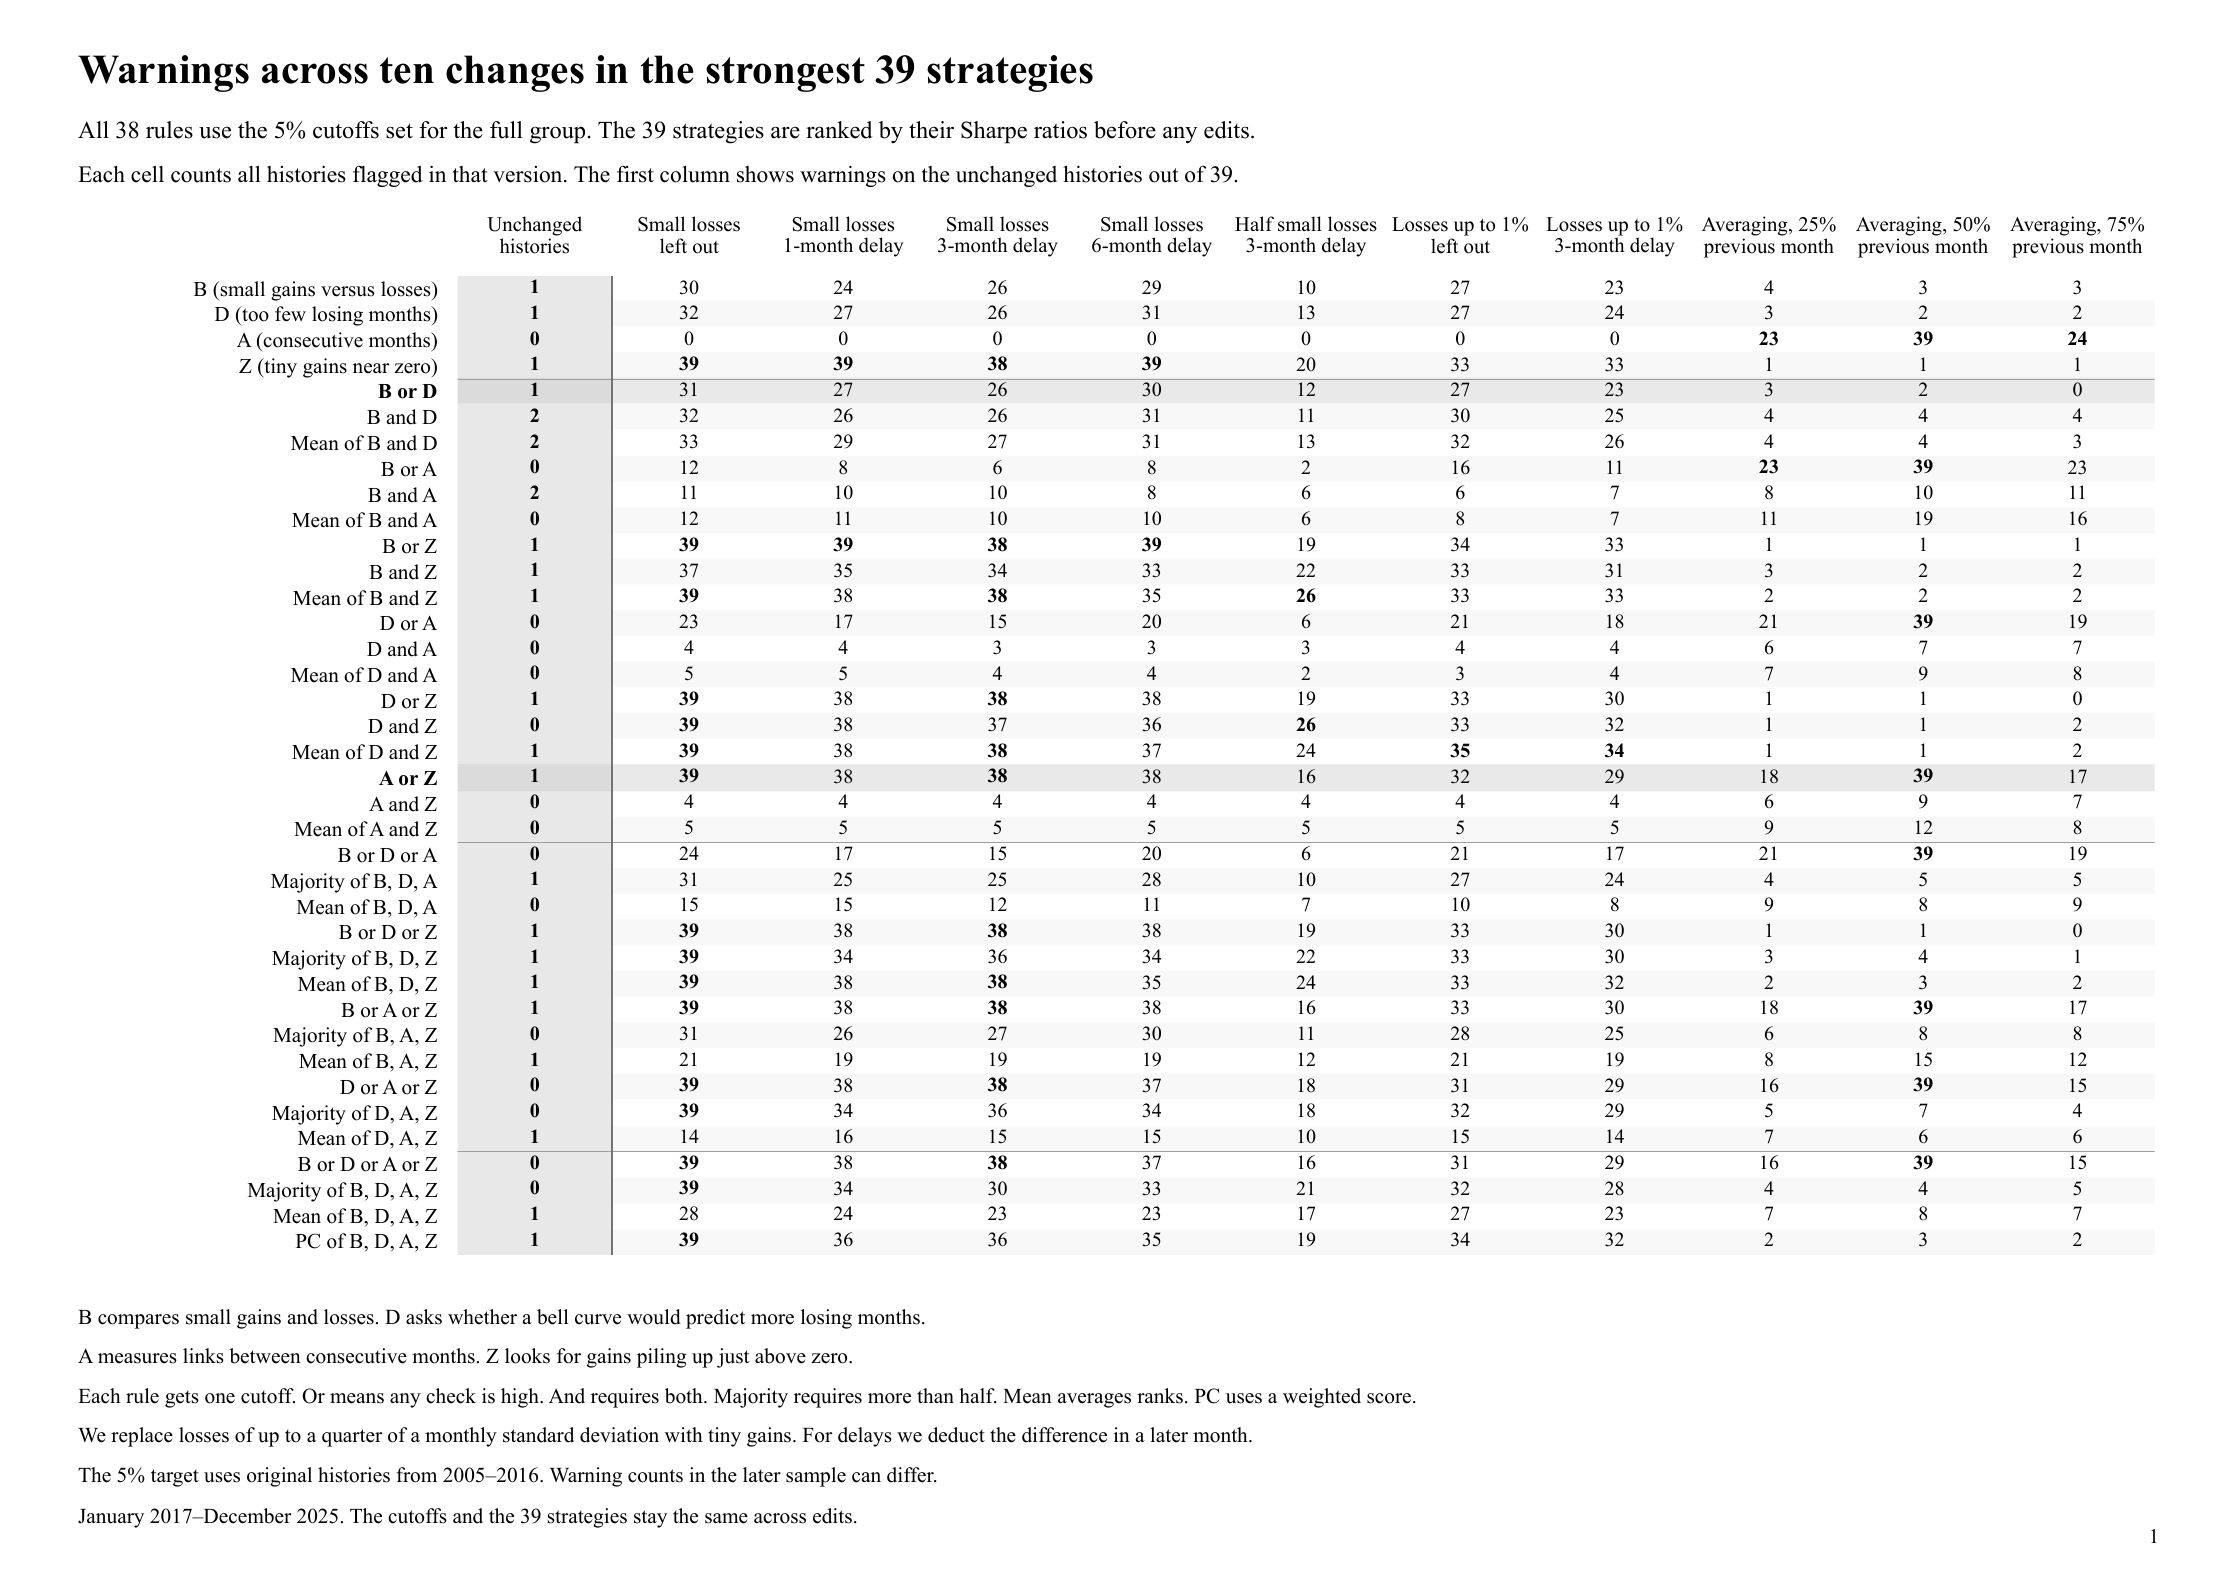 Warnings across ten changes in the strongest 39 strategies
All 38 rules use the 5% cutoffs set for the full group. The 39 strategies are ranked by their Sharpe ratios before any edits.
Each cell counts all histories flagged in that version. The first column shows warnings on the unchanged histories out of 39.
Unchanged Small losses Small losses Small losses Small losses Half small losses Losses up to 1% Losses up to 1% Averaging, 25% Averaging, 50% Averaging, 75%
histories left out 1-month delay 3-month delay 6-month delay 3-month delay left out 3-month delay previous month previous month previous month
B (small gains versus losses) 1 30 24 26 29 10 27 23 4 3 3
D (too few losing months) 1 32 27 26 31 13 27 24 3 2 2
A (consecutive months) 0 0 0 0 0 0 0 0 23 39 24
Z (tiny gains near zero) 1 39 39 38 39 20 33 33 1 1 1
B or D 1 31 27 26 30 12 27 23 3 2 0
B and D 2 32 26 26 31 11 30 25 4 4 4
Mean of B and D 2 33 29 27 31 13 32 26 4 4 3
B or A 0 12 8 6 8 2 16 11 23 39 23
B and A 2 11 10 10 8 6 6 7 8 10 11
Mean of B and A 0 12 11 10 10 6 8 7 11 19 16
B or Z 1 39 39 38 39 19 34 33 1 1 1
B and Z 1 37 35 34 33 22 33 31 3 2 2
Mean of B and Z 1 39 38 38 35 26 33 33 2 2 2
D or A 0 23 17 15 20 6 21 18 21 39 19
D and A 0 4 4 3 3 3 4 4 6 7 7
Mean of D and A 0 5 5 4 4 2 3 4 7 9 8
D or Z 1 39 38 38 38 19 33 30 1 1 0
D and Z 0 39 38 37 36 26 33 32 1 1 2
Mean of D and Z 1 39 38 38 37 24 35 34 1 1 2
A or Z 1 39 38 38 38 16 32 29 18 39 17
A and Z 0 4 4 4 4 4 4 4 6 9 7
Mean of A and Z 0 5 5 5 5 5 5 5 9 12 8
B or D or A 0 24 17 15 20 6 21 17 21 39 19
Majority of B, D, A 1 31 25 25 28 10 27 24 4 5 5
Mean of B, D, A 0 15 15 12 11 7 10 8 9 8 9
B or D or Z 1 39 38 38 38 19 33 30 1 1 0
Majority of B, D, Z 1 39 34 36 34 22 33 30 3 4 1
Mean of B, D, Z 1 39 38 38 35 24 33 32 2 3 2
B or A or Z 1 39 38 38 38 16 33 30 18 39 17
Majority of B, A, Z 0 31 26 27 30 11 28 25 6 8 8
Mean of B, A, Z 1 21 19 19 19 12 21 19 8 15 12
D or A or Z 0 39 38 38 37 18 31 29 16 39 15
Majority of D, A, Z 0 39 34 36 34 18 32 29 5 7 4
Mean of D, A, Z 1 14 16 15 15 10 15 14 7 6 6
B or D or A or Z 0 39 38 38 37 16 31 29 16 39 15
Majority of B, D, A, Z 0 39 34 30 33 21 32 28 4 4 5
Mean of B, D, A, Z 1 28 24 23 23 17 27 23 7 8 7
PC of B, D, A, Z 1 39 36 36 35 19 34 32 2 3 2
B compares small gains and losses. D asks whether a bell curve would predict more losing months.
A measures links between consecutive months. Z looks for gains piling up just above zero.
Each rule gets one cutoff. Or means any check is high. And requires both. Majority requires more than half. Mean averages ranks. PC uses a weighted score.
We replace losses of up to a quarter of a monthly standard deviation with tiny gains. For delays we deduct the difference in a later month.
The 5% target uses original histories from 2005–2016. Warning counts in the later sample can differ.
January 2017–December 2025. The cutoffs and the 39 strategies stay the same across edits.
1